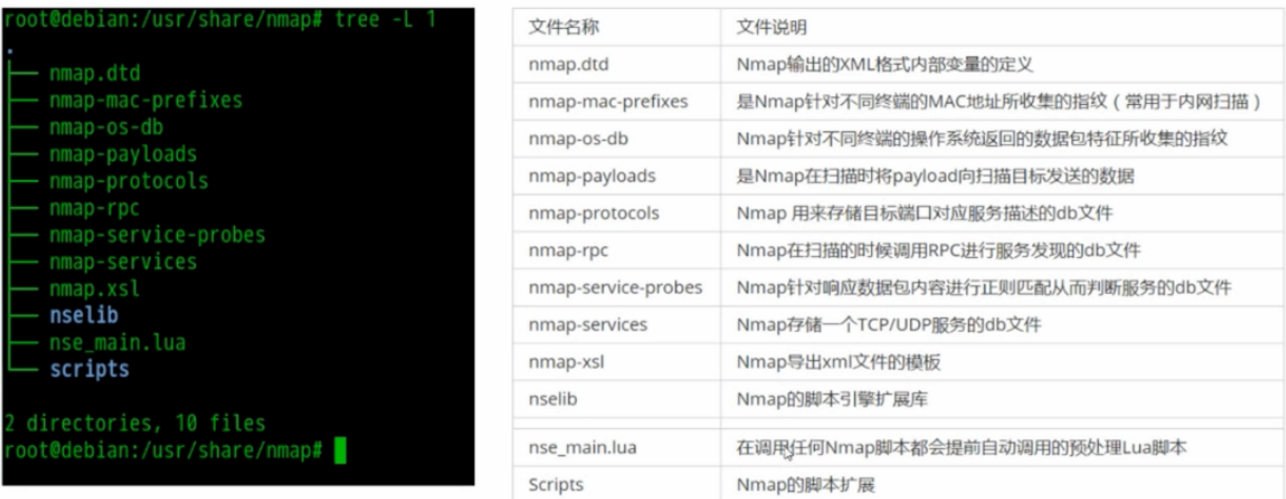 root@debian:/usr/share/nmap# tree -L 1
.
├── nmap.dtd
├── nmap-mac-prefixes
├── nmap-os-db
├── nmap-payloads
├── nmap-protocols
├── nmap-rpc
├── nmap-service-probes
├── nmap-services
├── nmap.xsl
├── nselib
├── nse_main.lua
└── scripts
2 directories, 10 files
root@debian:/usr/share/nmap#
文件名称 文件说明
nmap.dtd Nmap输出的XML格式内部变量的定义
nmap-mac-prefixes 是Nmap针对不同终端的MAC地址所收集的指纹（常用于内网扫描）
nmap-os-db Nmap针对不同终端的操作系统返回的数据包特征所收集的指纹
nmap-payloads 是Nmap在扫描时将payload向扫描目标发送的数据
nmap-protocols Nmap 用来存储目标端口对应服务描述的db文件
nmap-rpc Nmap在扫描的时候调用RPC进行服务发现的db文件
nmap-service-probes Nmap针对响应数据包内容进行正则匹配从而判断服务的db文件
nmap-services Nmap存储一个TCP/UDP服务的db文件
nmap-xsl Nmap导出xml文件的模板
nselib Nmap的脚本引擎扩展库
nse_main.lua 在调用任何Nmap脚本都会提前自动调用的预处理Lua脚本
Scripts Nmap的脚本扩展